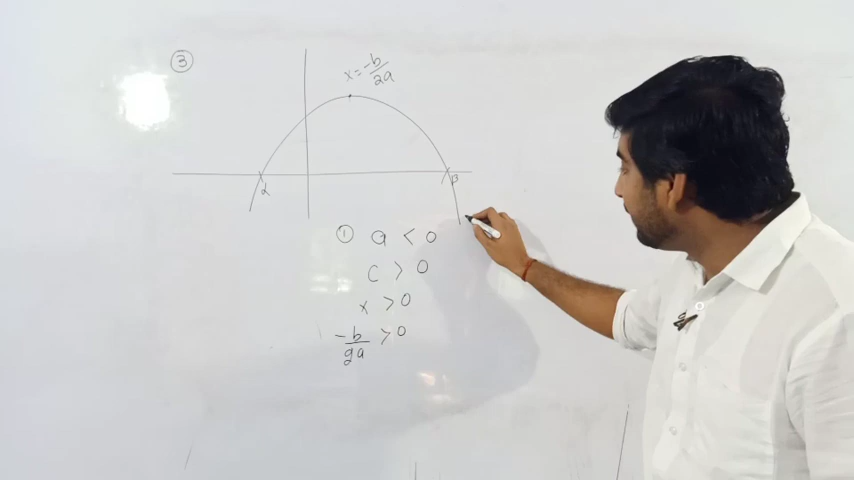 ③
x = -b/2a
α
β
① a < 0
c > 0
x > 0
-b/2a > 0